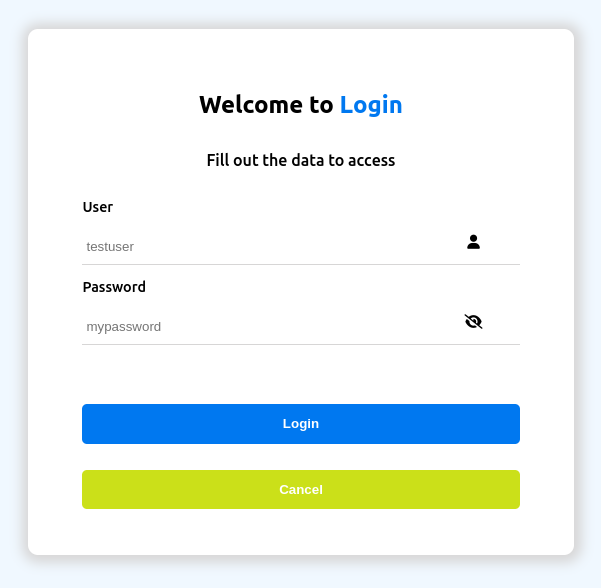 Welcome to Login
Fill out the data to access
User
testuser
Password
mypassword
Login
Cancel